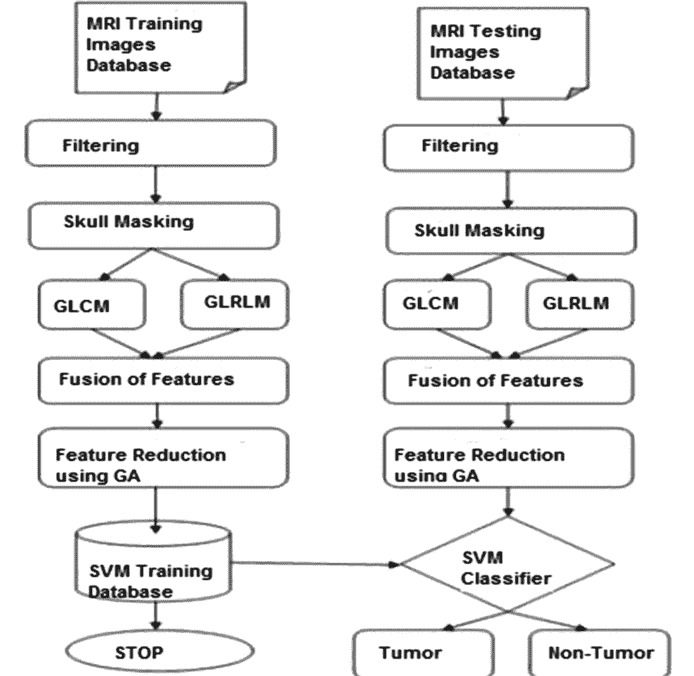 MRI Training
Images
Database
Filtering
Skull Masking
GLCM
GLRLM
Fusion of Features
Feature Reduction
using GA
SVM Training
Database
STOP
MRI Testing
Images
Database
Filtering
Skull Masking
GLCM
GLRLM
Fusion of Features
Feature Reduction
using GA
SVM
Classifier
Tumor
Non-Tumor